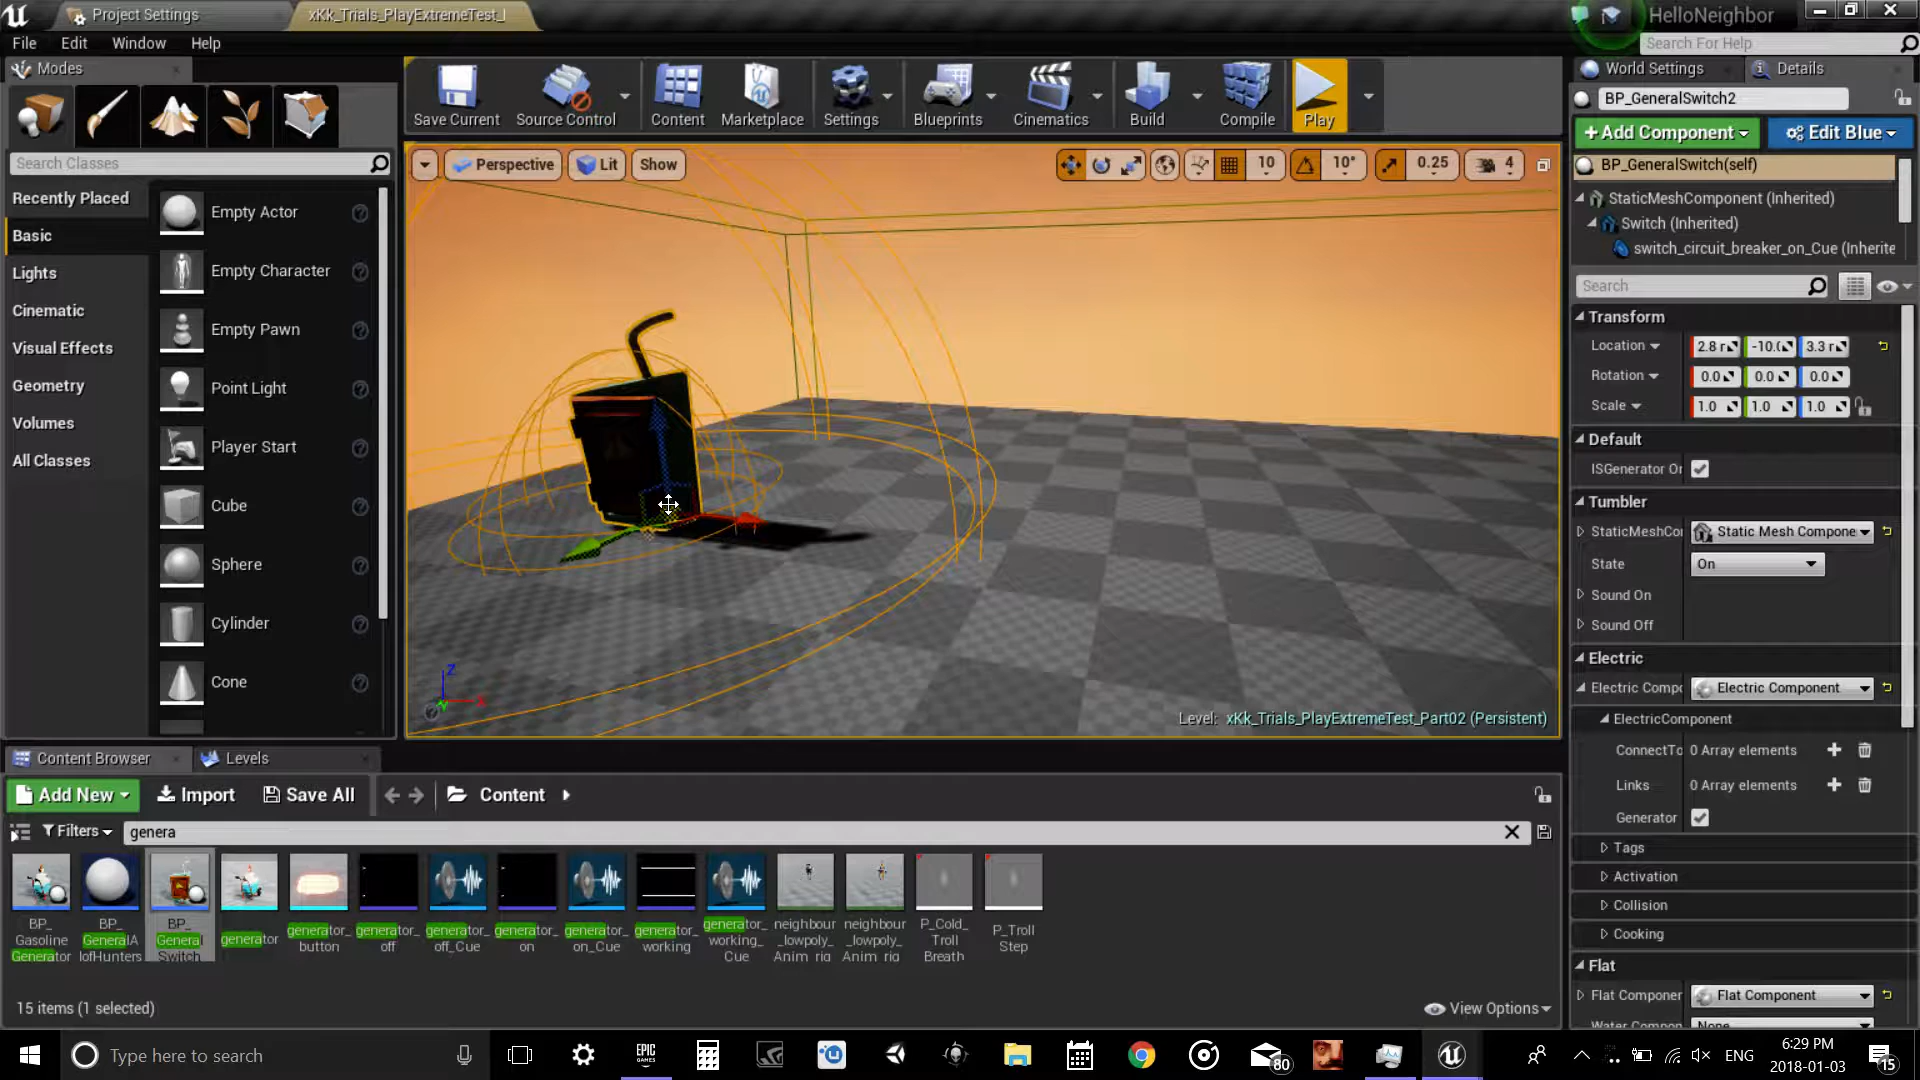 Project Settings
xKk_Trials_PlayExtremeTest_
HelloNeighbor
File Edit Window Help
Search For Help
Modes
World Settings
Details
Save Current
Source Control
Content
Marketplace
Settings
Blueprints
Cinematics
Build
Compile
Play
BP_GeneralSwitch2
+Add Component
Edit Blue
Search Classes
Perspective
Lit
Show
10
10°
0.25
4
BP_GeneralSwitch(self)
StaticMeshComponent (Inherited)
Switch (Inherited)
switch_circuit_breaker_on_Cue (Inherite
Recently Placed
Basic
Lights
Cinematic
Visual Effects
Geometry
Volumes
All Classes
Empty Actor
Empty Character
Empty Pawn
Point Light
Player Start
Cube
Sphere
Cylinder
Cone
Search
Transform
Location 2.8 -10.( 3.3
Rotation 0.0 0.0 0.0
Scale 1.0 1.0 1.0
Default
ISGenerator Or
Tumbler
StaticMeshCo Static Mesh Compone
State On
Sound On
Sound Off
Electric
Electric Compo Electric Component
ElectricComponent
ConnectTo 0 Array elements
Links 0 Array elements
Generator
Tags
Activation
Collision
Cooking
Flat
Flat Componer Flat Component
Z
X
Level: xKk_Trials_PlayExtremeTest_Part02 (Persistent)
Content Browser
Levels
Add New
Import
Save All
Content
Filters
genera
BP_ Gasoline Generator
BP_ GeneralA lofHunters
BP_ General Switch
generator
generator_ button
generator_ off
generator_ off_Cue
generator_ on
generator_ on_Cue
generator_ working
generator_ working_ Cue
neighbour _lowpoly_ Anim_rig
neighbour _lowpoly_ Anim_rig
P_Cold_ Troll Breath
P_Troll Step
15 items (1 selected)
View Options
Type here to search
EPIC GAMES
80
ENG
6:29 PM
2018-01-03
15